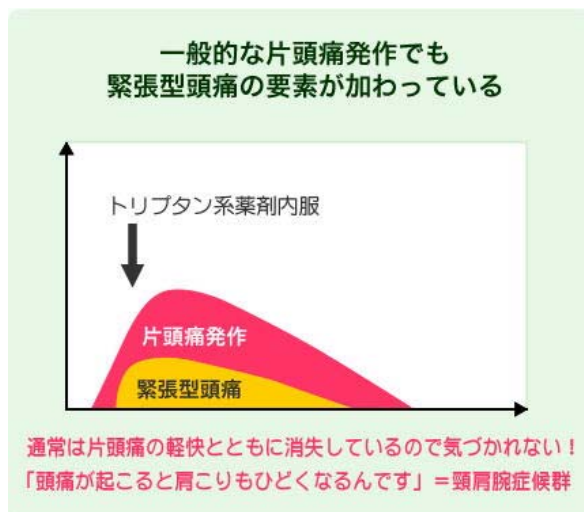 一般的な片頭痛発作でも
緊張型頭痛の要素が加わっている
トリプタン系薬剤内服
片頭痛発作
緊張型頭痛
通常は片頭痛の軽快とともに消失しているので気づかれない！
「頭痛が起こると肩こりもひどくなるんです」＝頸肩腕症候群